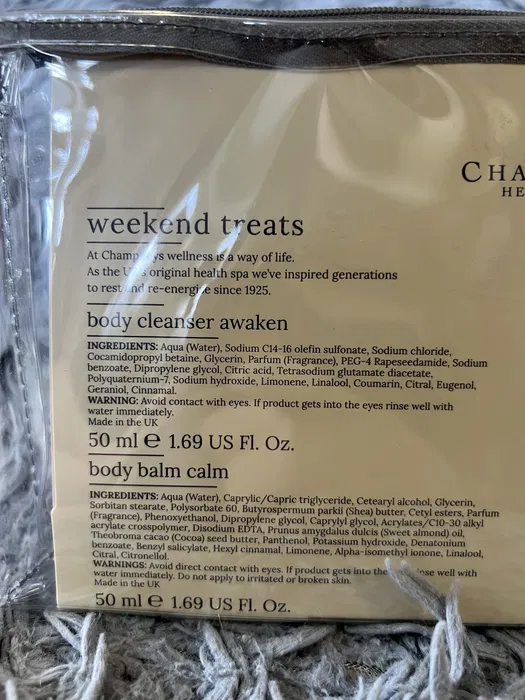 CHA
HE
weekend treats
At Champneys wellness is a way of life.
As the UK's original health spa we've inspired generations
to rest and re-energise since 1925.
body cleanser awaken
INGREDIENTS: Aqua (Water), Sodium C14-16 olefin sulfonate, Sodium chloride,
Cocamidopropyl betaine, Glycerin, Parfum (Fragrance), PEG-4 Rapeseedamide, Sodium
benzoate, Dipropylene glycol, Citric acid, Tetrasodium glutamate diacetate,
Polyquaternium-7, Sodium hydroxide, Limonene, Linalool, Coumarin, Citral, Eugenol,
Geraniol, Cinnamal.
WARNING: Avoid contact with eyes. If product gets into the eyes rinse well with
water immediately.
Made in the UK
50 ml ℮ 1.69 US Fl. Oz.
body balm calm
INGREDIENTS: Aqua (Water), Caprylic/Capric triglyceride, Cetearyl alcohol, Glycerin,
Sorbitan stearate, Polysorbate 60, Butyrospermum parkii (Shea) butter, Cetyl esters, Parfum
(Fragrance), Phenoxyethanol, Dipropylene glycol, Caprylyl glycol, Acrylates/C10-30 alkyl
acrylate crosspolymer, Disodium EDTA, Prunus amygdalus dulcis (Sweet almond) oil,
Theobroma cacao (Cocoa) seed butter, Panthenol, Potassium hydroxide, Denatonium
benzoate, Benzyl salicylate, Hexyl cinnamal, Limonene, Alpha-isomethyl ionone, Linalool,
Citral, Citronellol.
WARNINGS: Avoid direct contact with eyes. If product gets into the rinse well with
water immediately. Do not apply to irritated or broken skin.
Made in the UK
50 ml ℮ 1.69 US Fl. Oz.